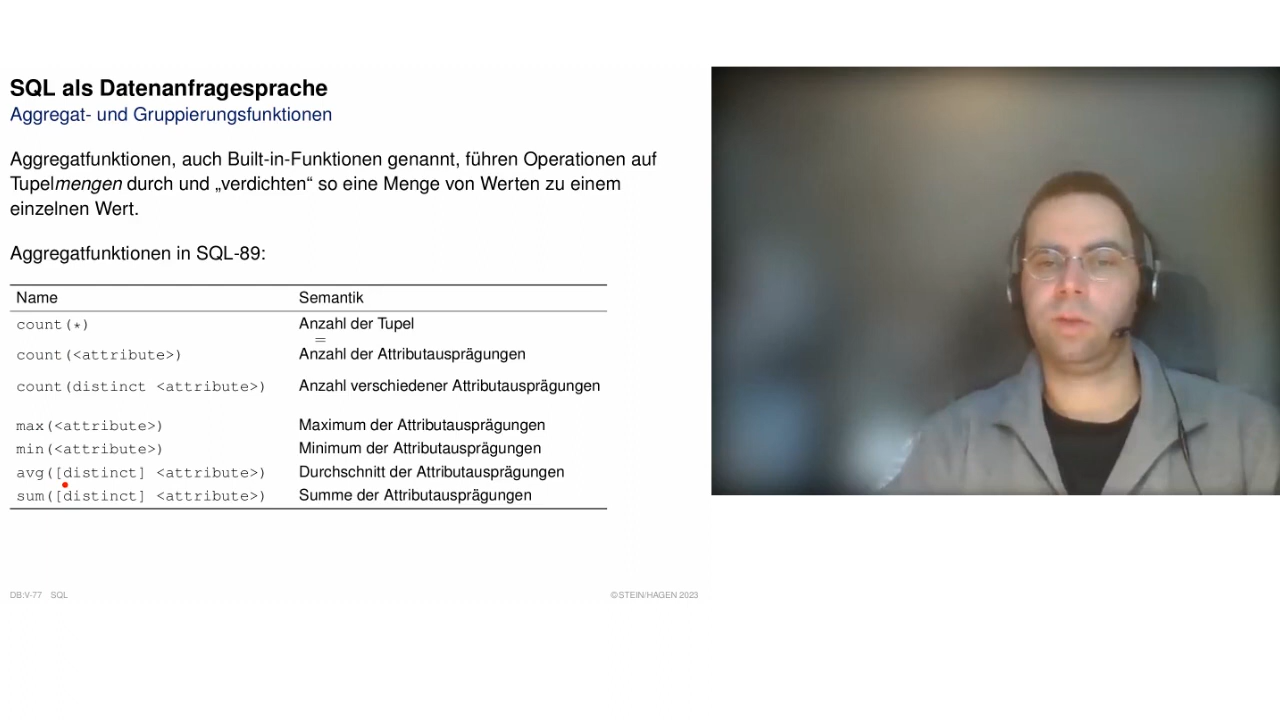 SQL als Datenanfragesprache
Aggregat- und Gruppierungsfunktionen
Aggregatfunktionen, auch Built-in-Funktionen genannt, führen Operationen auf
Tupelmengen durch und „verdichten“ so eine Menge von Werten zu einem
einzelnen Wert.
Aggregatfunktionen in SQL-89:
Name Semantik
count(*) Anzahl der Tupel
=
count(<attribute>) Anzahl der Attributausprägungen
count(distinct <attribute>) Anzahl verschiedener Attributausprägungen
max(<attribute>) Maximum der Attributausprägungen
min(<attribute>) Minimum der Attributausprägungen
avg([distinct] <attribute>) Durchschnitt der Attributausprägungen
sum([distinct] <attribute>) Summe der Attributausprägungen
DB:V-77 SQL ©STEIN/HAGEN 2023